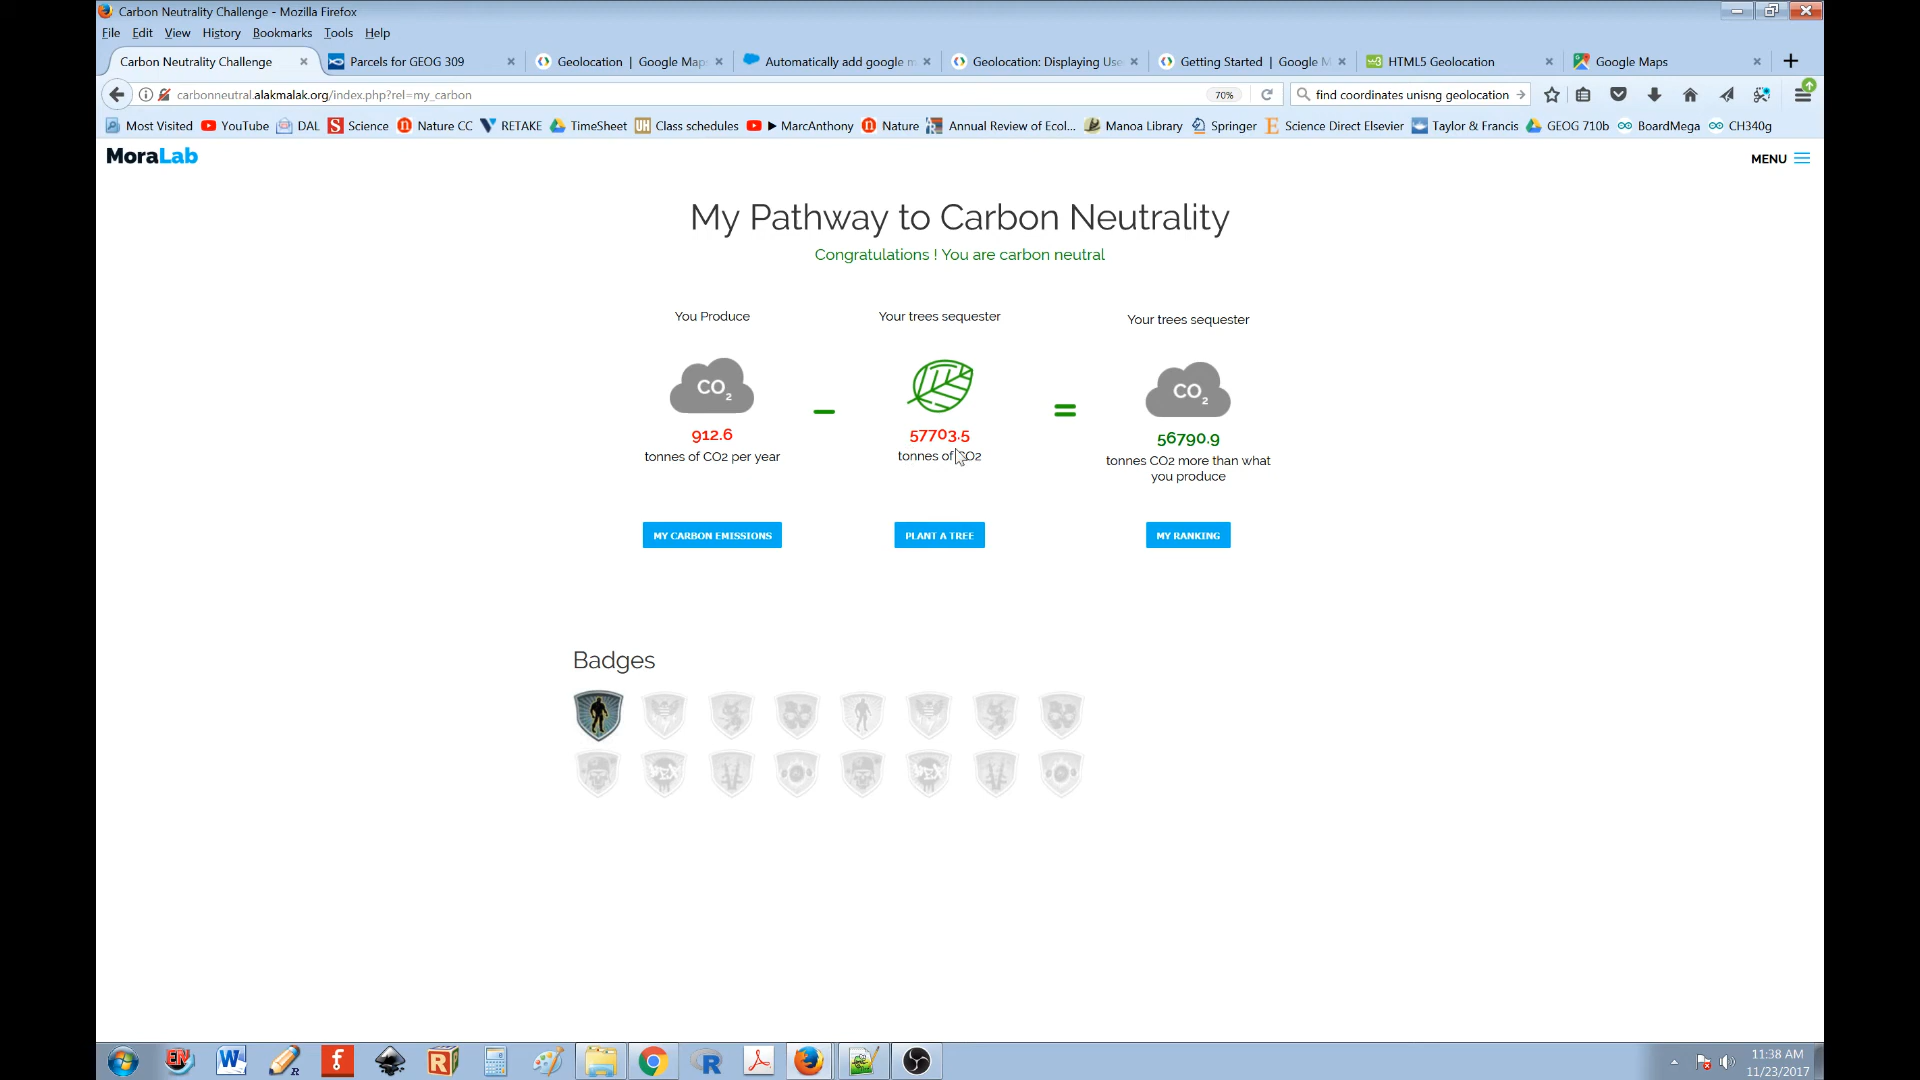 Carbon Neutrality Challenge - Mozilla Firefox
File Edit View History Bookmarks Tools Help
Carbon Neutrality Challenge
Parcels for GEOG 309
Geolocation | Google Map
Automatically add google m
Geolocation: Displaying Use
Getting Started | Google M
HTML5 Geolocation
Google Maps
carbonneutral.alakmalak.org/index.php?rel=my_carbon
70%
find coordinates unisng geolocation
Most Visited YouTube DAL Science Nature CC RETAKE TimeSheet Class schedules ► MarcAnthony Nature Annual Review of Ecol... Manoa Library Springer Science Direct Elsevier Taylor & Francis GEOG 710b BoardMega CH340g
MoraLab
MENU
My Pathway to Carbon Neutrality
Congratulations ! You are carbon neutral
You Produce
CO2
912.6
tonnes of CO2 per year
MY CARBON EMISSIONS
Your trees sequester
57703.5
tonnes of CO2
PLANT A TREE
Your trees sequester
CO2
56790.9
tonnes CO2 more than what
you produce
MY RANKING
Badges
11:38 AM
11/23/2017